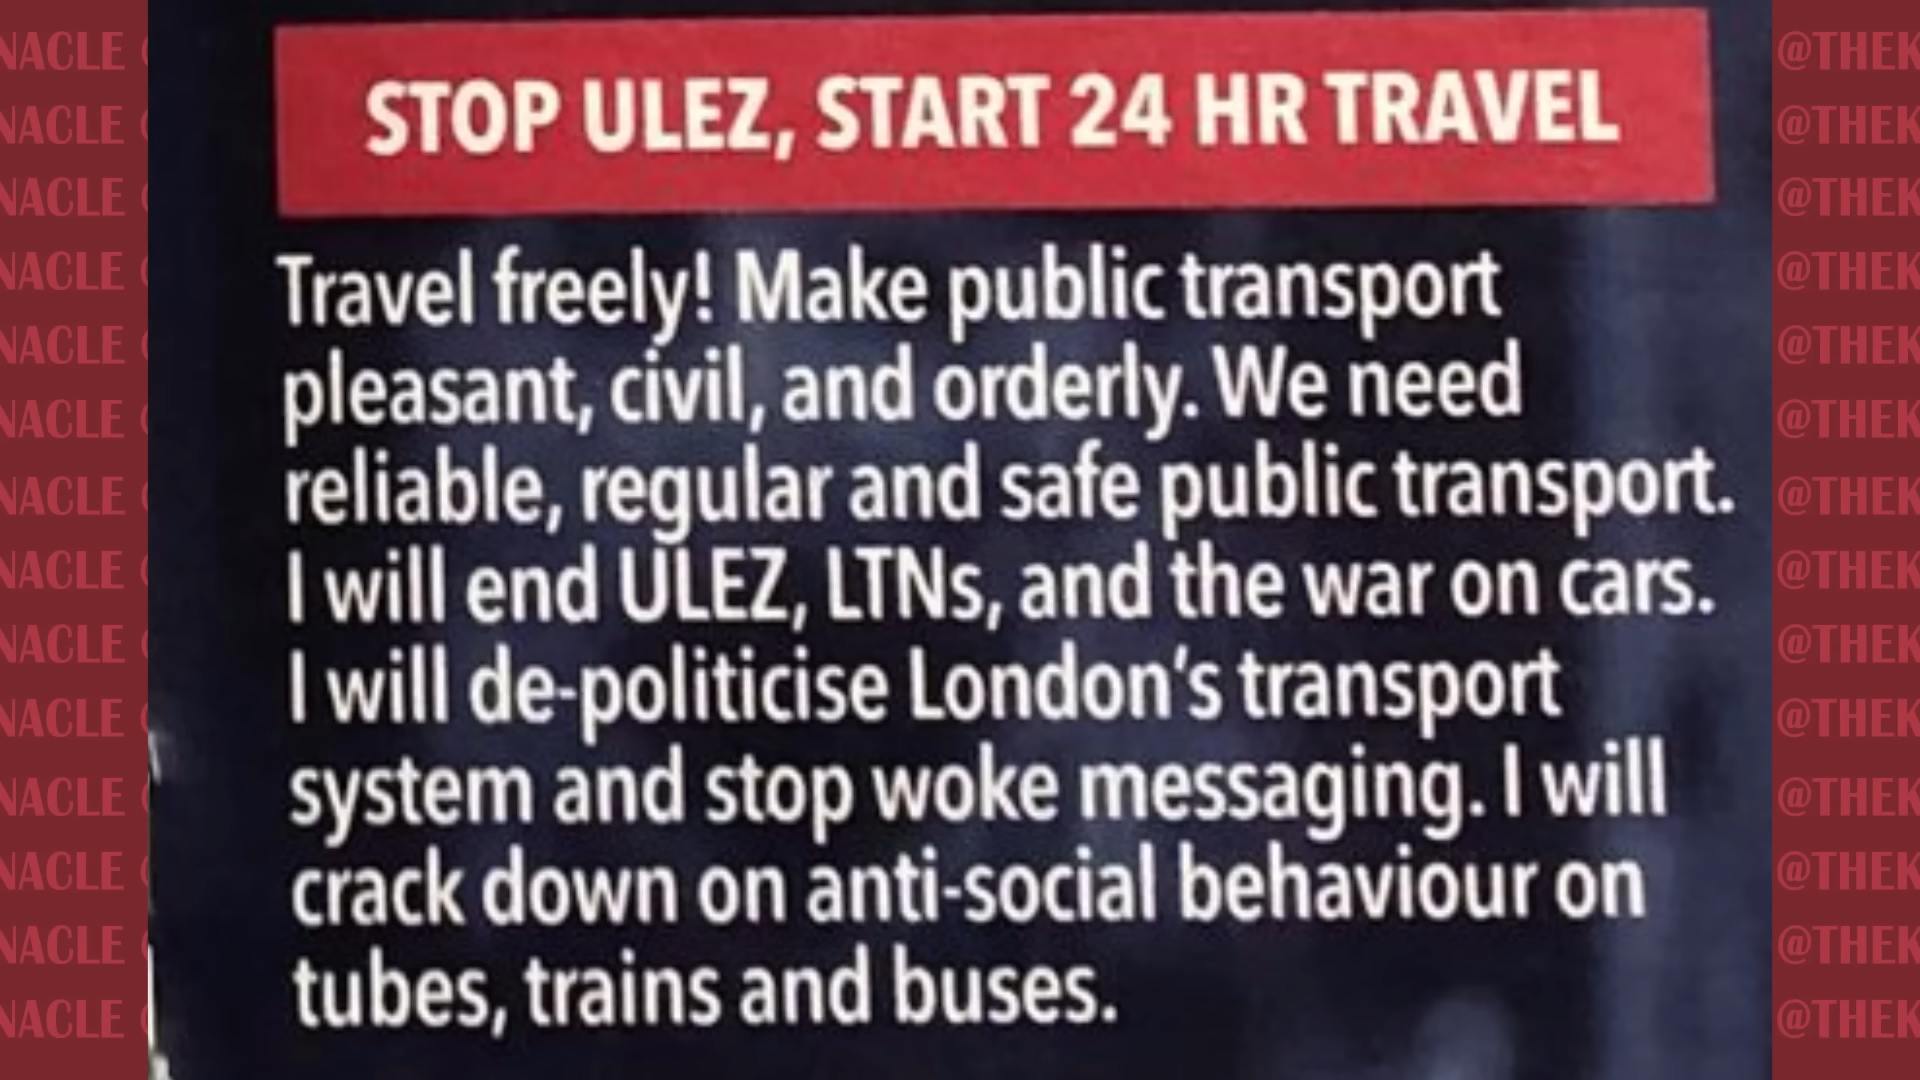 STOP ULEZ, START 24 HR TRAVEL
Travel freely! Make public transport
pleasant, civil, and orderly. We need
reliable, regular and safe public transport.
I will end ULEZ, LTNs, and the war on cars.
I will de-politicise London's transport
system and stop woke messaging. I will
crack down on anti-social behaviour on
tubes, trains and buses.